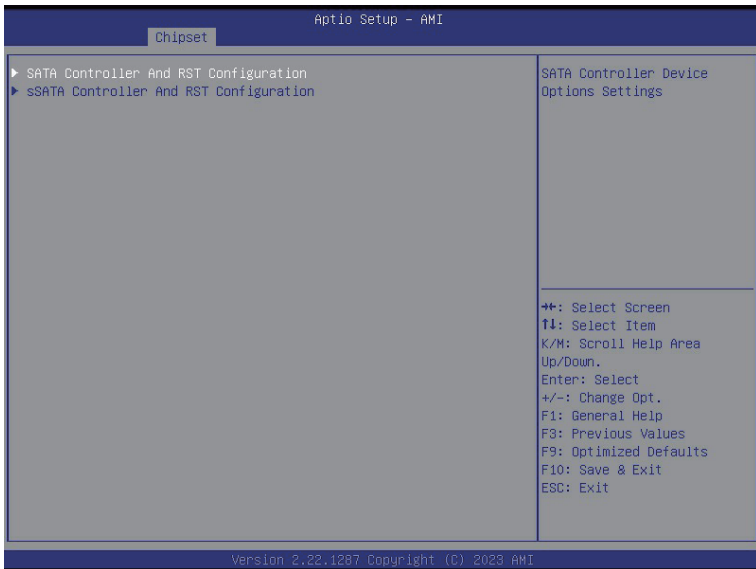 Aptio Setup – AMI
Chipset
▶ SATA Controller And RST Configuration
▶ sSATA Controller And RST Configuration
SATA Controller Device
Options Settings
→←: Select Screen
↑↓: Select Item
K/M: Scroll Help Area
Up/Down.
Enter: Select
+/-: Change Opt.
F1: General Help
F3: Previous Values
F9: Optimized Defaults
F10: Save & Exit
ESC: Exit
Version 2.22.1287 Copyright (C) 2023 AMI